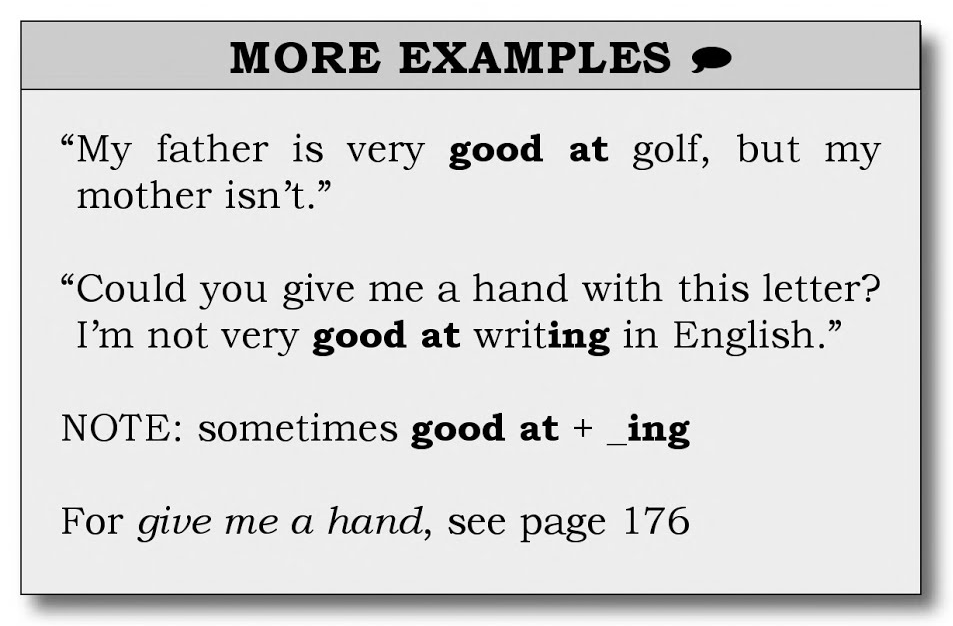 MORE EXAMPLES
“My father is very good at golf, but my
mother isn’t.”
“Could you give me a hand with this letter?
I’m not very good at writing in English.”
NOTE: sometimes good at + _ing
For give me a hand, see page 176